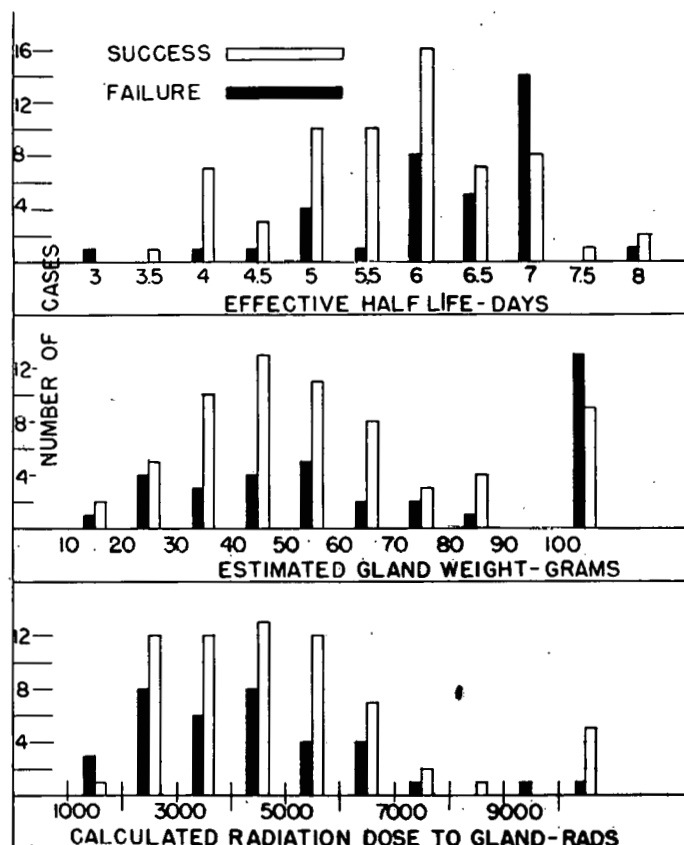 16
SUCCESS
FAILURE
12
8
4
3 3.5 4 4.5 5 5.5 6 6.5 7 7.5 8
EFFECTIVE HALF LIFE-DAYS
NUMBER OF CASES
12
8
4
10 20 30 40 50 60 70 80 90 100
ESTIMATED GLAND WEIGHT-GRAMS
12
8
4
1000 3000 5000 7000 9000
CALCULATED RADIATION DOSE TO GLAND-RADS